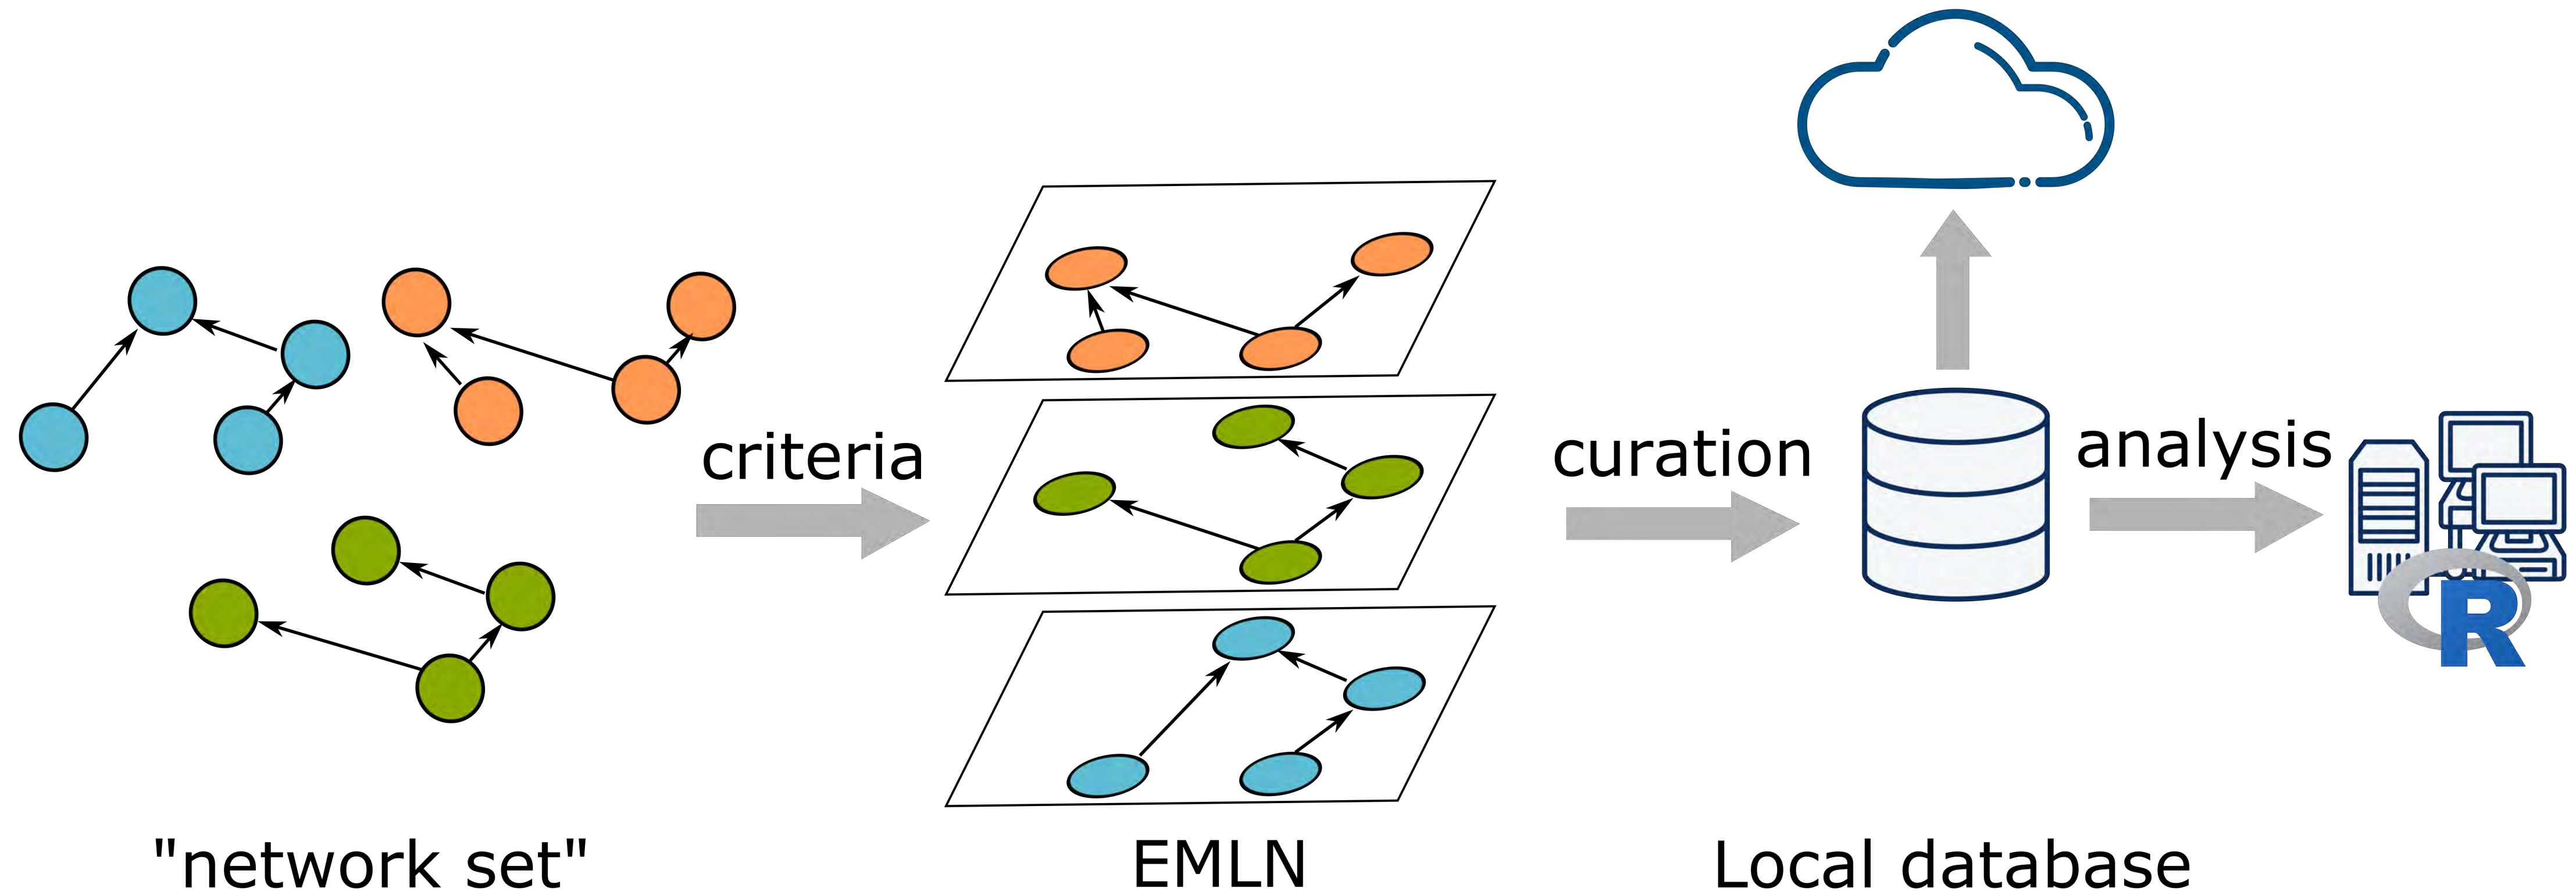 criteria
curation
analysis
R
"network set"
EMLN
Local database